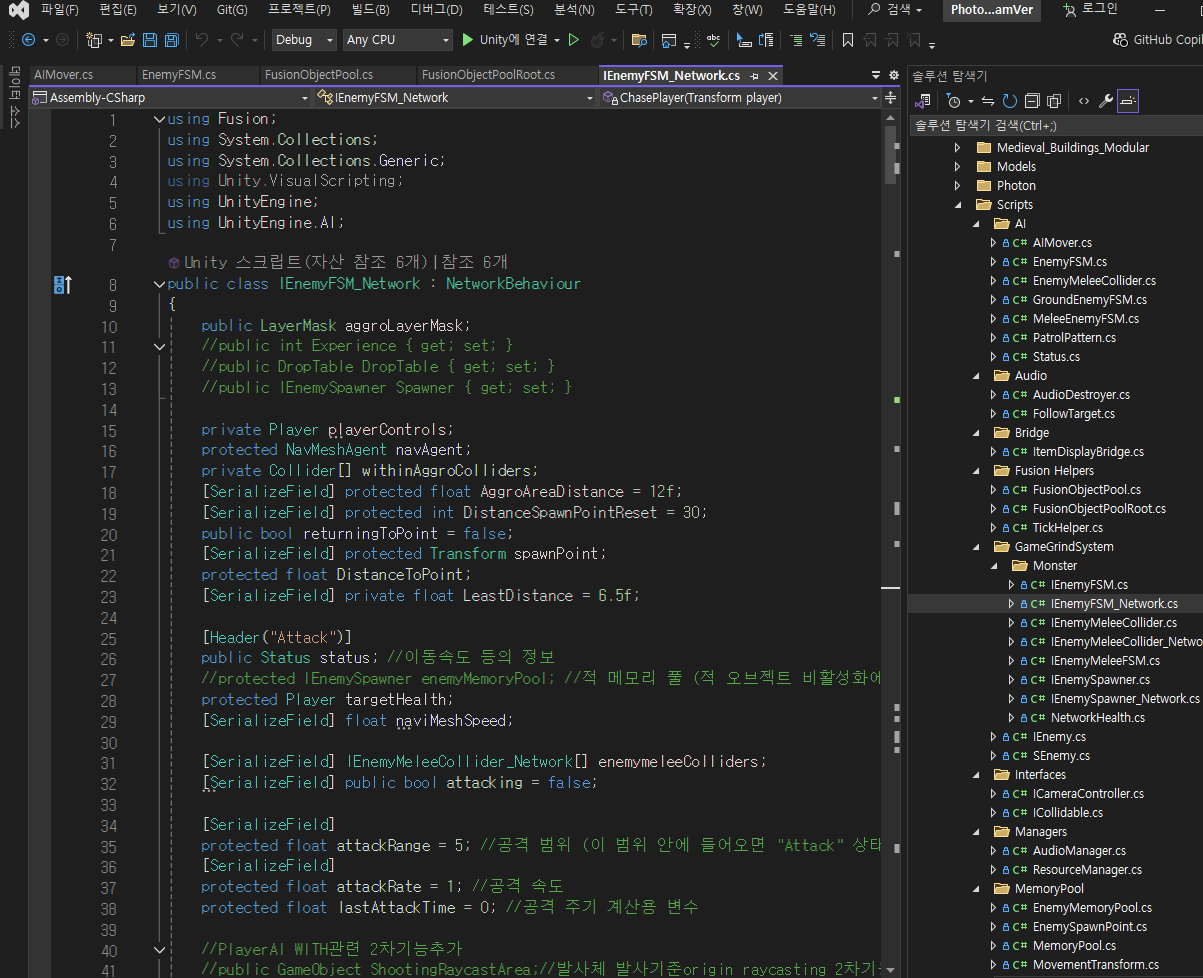 파일(F) 편집(E) 보기(V) Git(G) 프로젝트(P) 빌드(B) 디버그(D) 테스트(S) 분석(N) 도구(T) 확장(X) 창(W) 도움말(H) 검색 Photo...amVer 로그인
Debug Any CPU Unity에 연결 GitHub Copi
AIMover.cs EnemyFSM.cs FusionObjectPool.cs FusionObjectPoolRoot.cs IEnemyFSM_Network.cs
Assembly-CSharp IEnemyFSM_Network ChasePlayer(Transform player)
1 using Fusion;
2 using System.Collections;
3 using System.Collections.Generic;
4 using Unity.VisualScripting;
5 using UnityEngine;
6 using UnityEngine.AI;
7
Unity 스크립트(자산 참조 6개)|참조 6개
8 public class IEnemyFSM_Network : NetworkBehaviour
9 {
10 public LayerMask aggroLayerMask;
11 //public int Experience { get; set; }
12 //public DropTable DropTable { get; set; }
13 //public IEnemySpawner Spawner { get; set; }
14
15 private Player playerControls;
16 protected NavMeshAgent navAgent;
17 private Collider[] withinAggroColliders;
18 [SerializeField] protected float AggroAreaDistance = 12f;
19 [SerializeField] protected int DistanceSpawnPointReset = 30;
20 public bool returningToPoint = false;
21 [SerializeField] protected Transform spawnPoint;
22 protected float DistanceToPoint;
23 [SerializeField] private float LeastDistance = 6.5f;
24
25 [Header("Attack")]
26 public Status status; //이동속도 등의 정보
27 //protected IEnemySpawner enemyMemoryPool; //적 메모리 풀 (적 오브젝트 비활성화에
28 protected Player targetHealth;
29 [SerializeField] float naviMeshSpeed;
30
31 [SerializeField] IEnemyMeleeCollider_Network[] enemymeleeColliders;
32 [SerializeField] public bool attacking = false;
33
34 [SerializeField]
35 protected float attackRange = 5; //공격 범위 (이 범위 안에 들어오면 "Attack" 상태
36 [SerializeField]
37 protected float attackRate = 1; //공격 속도
38 protected float lastAttackTime = 0; //공격 주기 계산용 변수
39
40 //PlayerAI WITH관련 2차기능추가
41 //public GameObject ShootingRaycastArea;//발사체 발사기준origin raycasting 2차기
솔루션 탐색기
솔루션 탐색기 검색(Ctrl+;)
Medieval_Buildings_Modular
Models
Photon
Scripts
AI
C# AIMover.cs
C# EnemyFSM.cs
C# EnemyMeleeCollider.cs
C# GroundEnemyFSM.cs
C# MeleeEnemyFSM.cs
C# PatrolPattern.cs
C# Status.cs
Audio
C# AudioDestroyer.cs
C# FollowTarget.cs
Bridge
C# ItemDisplayBridge.cs
Fusion Helpers
C# FusionObjectPool.cs
C# FusionObjectPoolRoot.cs
C# TickHelper.cs
GameGrindSystem
Monster
C# IEnemyFSM.cs
C# IEnemyFSM_Network.cs
C# IEnemyMeleeCollider.cs
C# IEnemyMeleeCollider_Netwo
C# IEnemyMeleeFSM.cs
C# IEnemySpawner.cs
C# IEnemySpawner_Network.cs
C# NetworkHealth.cs
C# IEnemy.cs
C# SEnemy.cs
Interfaces
C# ICameraController.cs
C# ICollidable.cs
Managers
C# AudioManager.cs
C# ResourceManager.cs
MemoryPool
C# EnemyMemoryPool.cs
C# EnemySpawnPoint.cs
C# MemoryPool.cs
C# MovementTransform.cs